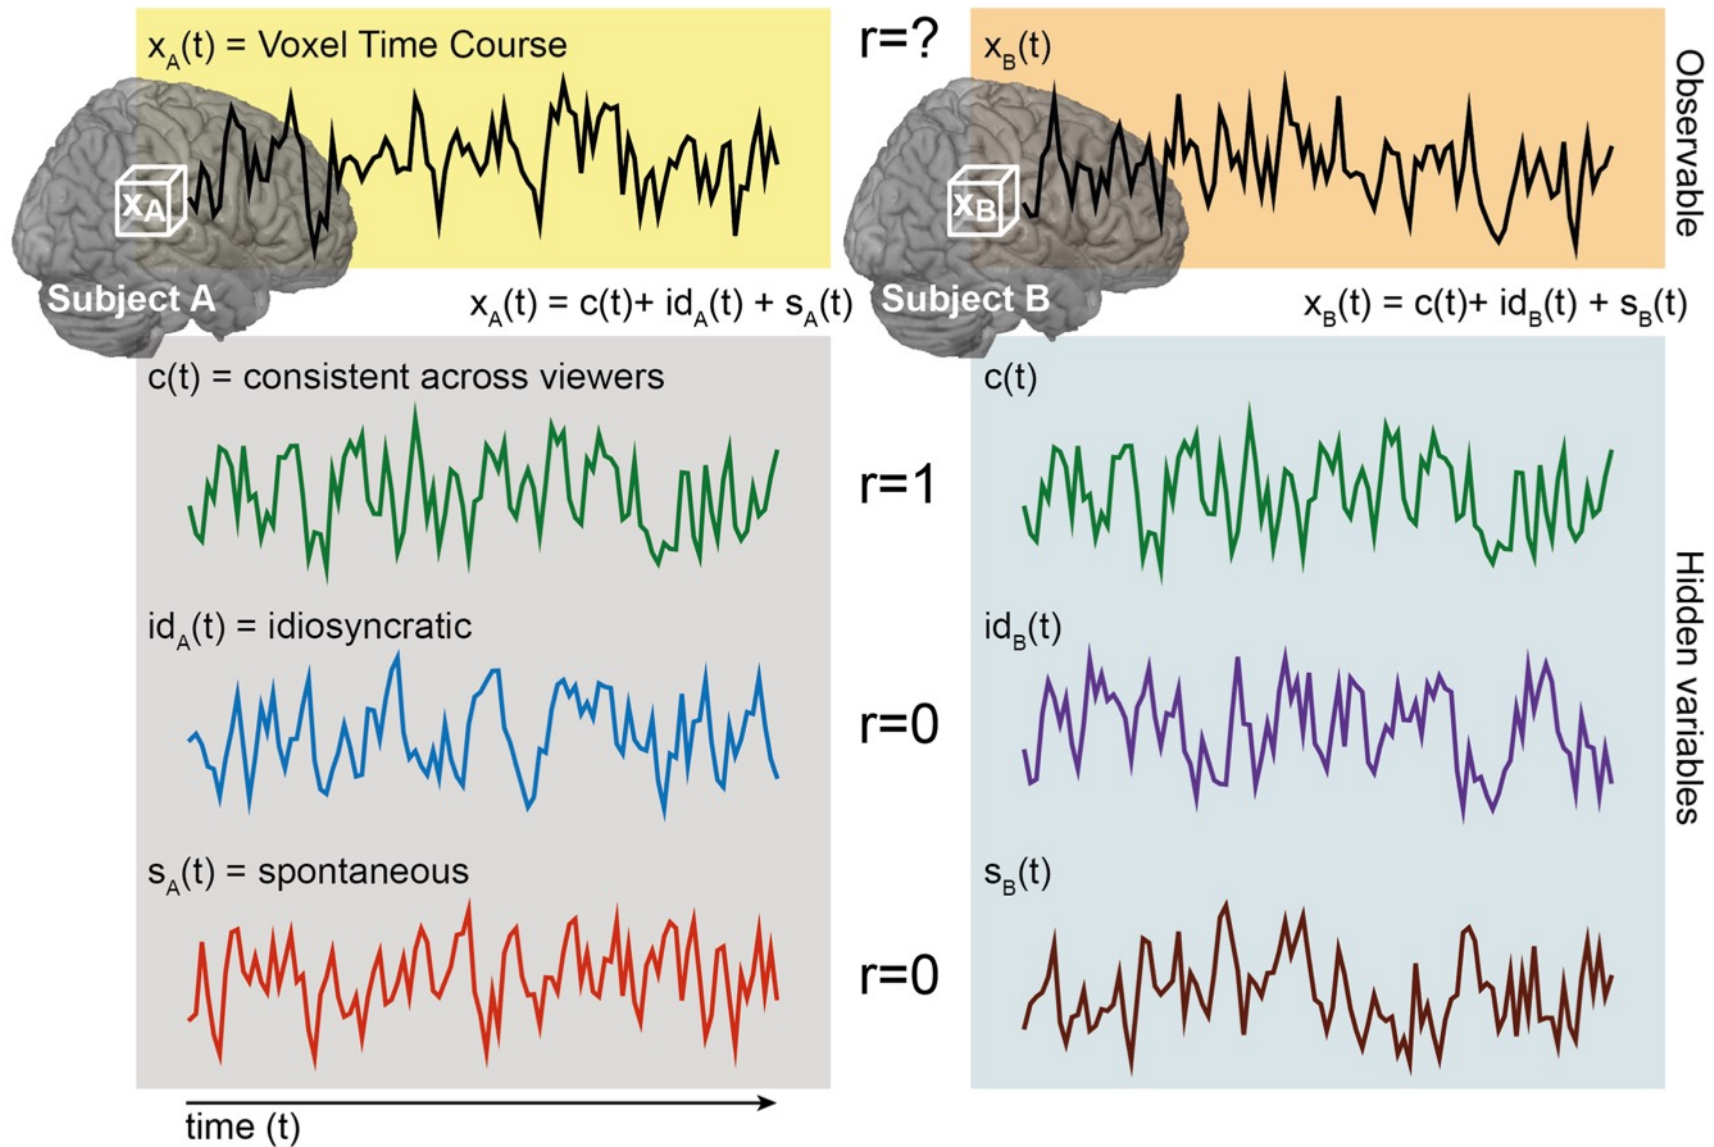 x_A(t) = Voxel Time Course
r=?
x_B(t)
Observable
x_A
x_B
Subject A
x_A(t) = c(t)+ id_A(t) + s_A(t)
Subject B
x_B(t) = c(t)+ id_B(t) + s_B(t)
c(t) = consistent across viewers
c(t)
r=1
Hidden variables
id_A(t) = idiosyncratic
id_B(t)
r=0
s_A(t) = spontaneous
s_B(t)
r=0
time (t)